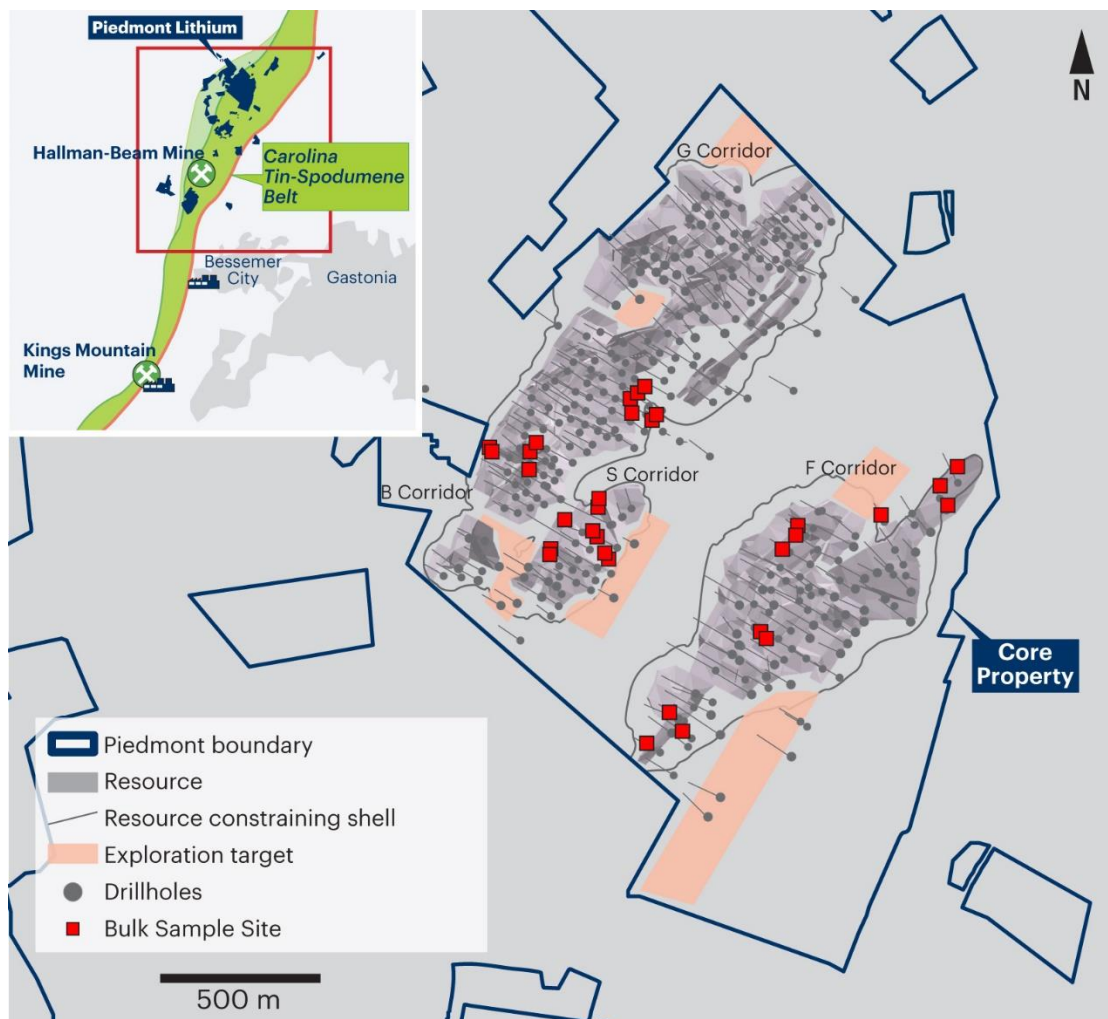 Piedmont Lithium
Hallman-Beam Mine
Carolina
Tin-Spodumene
Belt
Bessemer
City
Gastonia
Kings Mountain
Mine
N
G Corridor
B Corridor
S Corridor
F Corridor
Core
Property
Piedmont boundary
Resource
Resource constraining shell
Exploration target
Drillholes
Bulk Sample Site
500 m